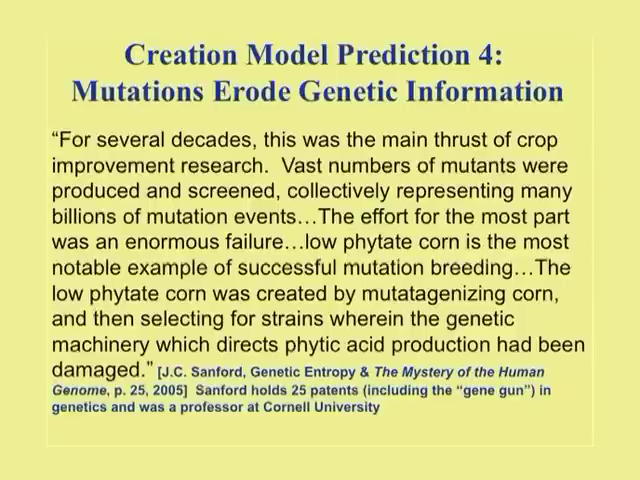 Creation Model Prediction 4:
Mutations Erode Genetic Information
“For several decades, this was the main thrust of crop
improvement research.  Vast numbers of mutants were
produced and screened, collectively representing many
billions of mutation events…The effort for the most part
was an enormous failure…low phytate corn is the most
notable example of successful mutation breeding…The
low phytate corn was created by mutatagenizing corn,
and then selecting for strains wherein the genetic
machinery which directs phytic acid production had been
damaged.” [J.C. Sanford, Genetic Entropy & The Mystery of the Human
Genome, p. 25, 2005]  Sanford holds 25 patents (including the “gene gun”) in
genetics and was a professor at Cornell University